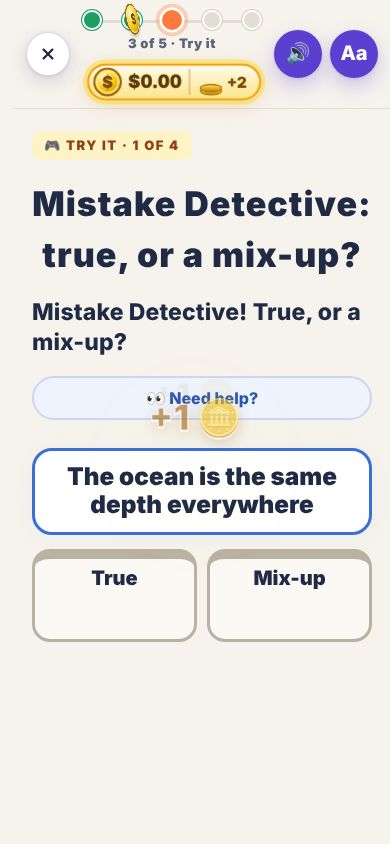 3 of 5 · Try it
$ $0.00 +2
Aa
🎮 TRY IT · 1 OF 4
Mistake Detective:
true, or a mix-up?
Mistake Detective! True, or a
mix-up?
👀 Need help?
+1
The ocean is the same
depth everywhere
True
Mix-up